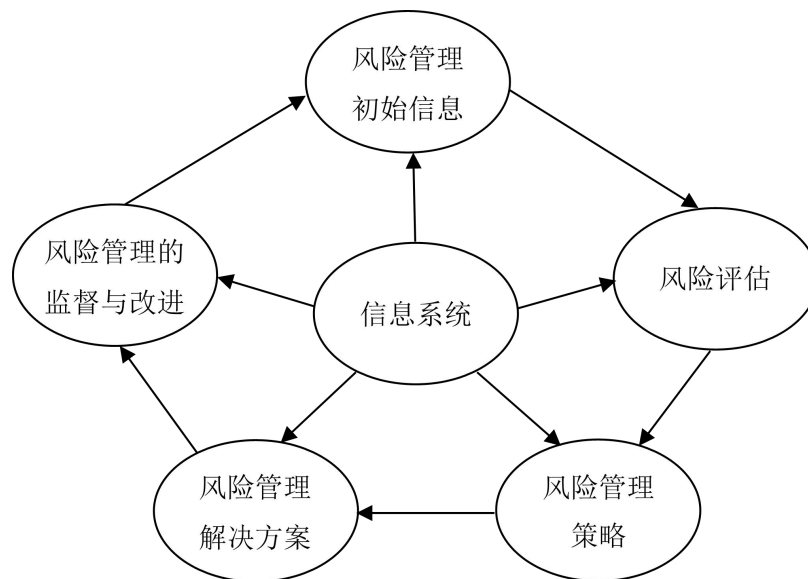 风险管理
初始信息
风险管理的
监督与改进
信息系统
风险评估
风险管理
解决方案
风险管理
策略